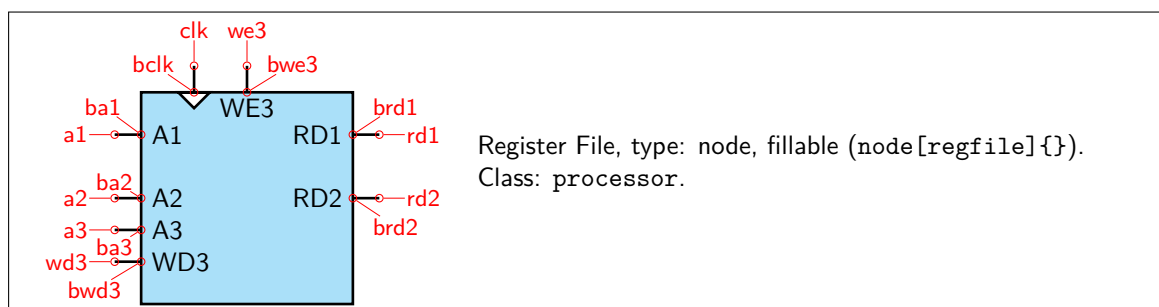 clk we3
bclk bwe3
WE3
ba1 brd1
a1 A1 RD1 rd1
Register File, type: node, fillable (node[regfile]{}).
Class: processor.
ba2
a2 A2 RD2 rd2
a3 A3 brd2
ba3
wd3 WD3
bwd3